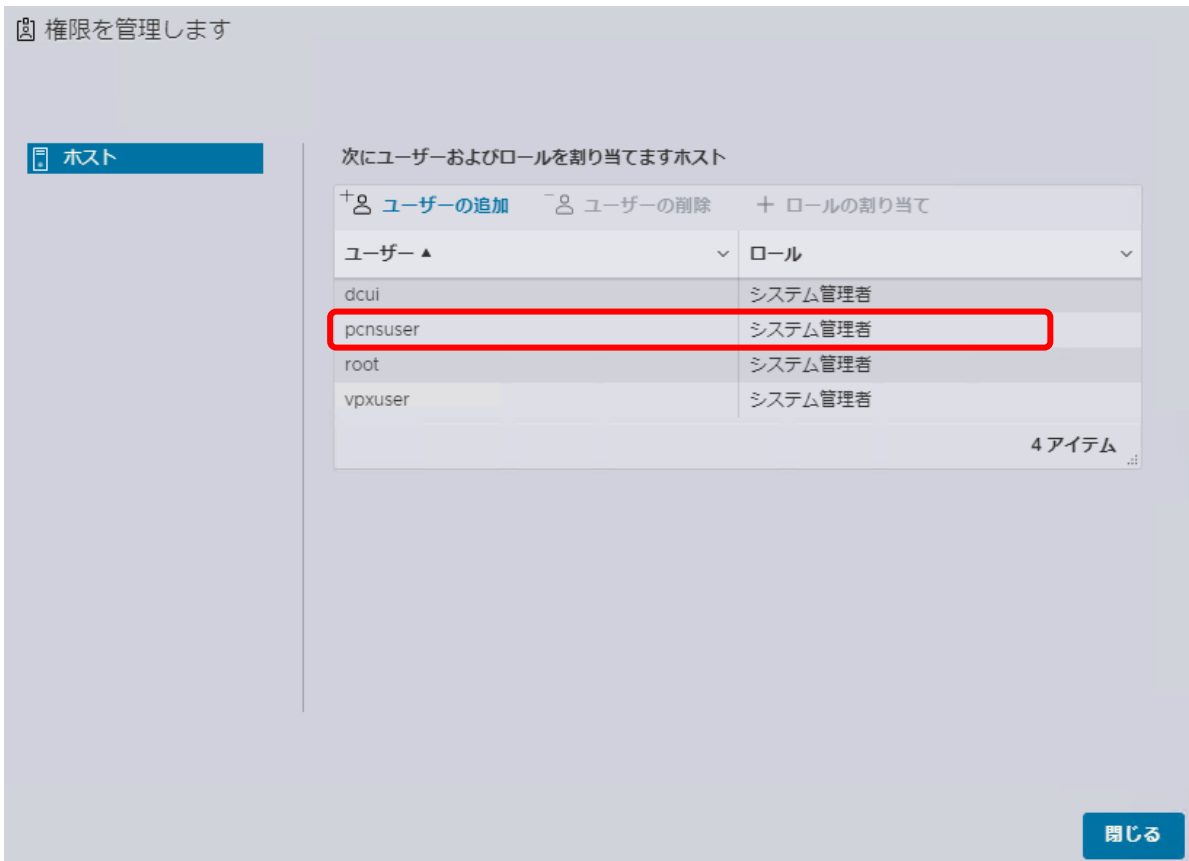 権限を管理します
ホスト
次にユーザーおよびロールを割り当てますホスト
ユーザーの追加 ユーザーの削除 ロールの割り当て
ユーザー ▲ ロール
dcui システム管理者
pcnsuser システム管理者
root システム管理者
vpxuser システム管理者
4 アイテム
閉じる